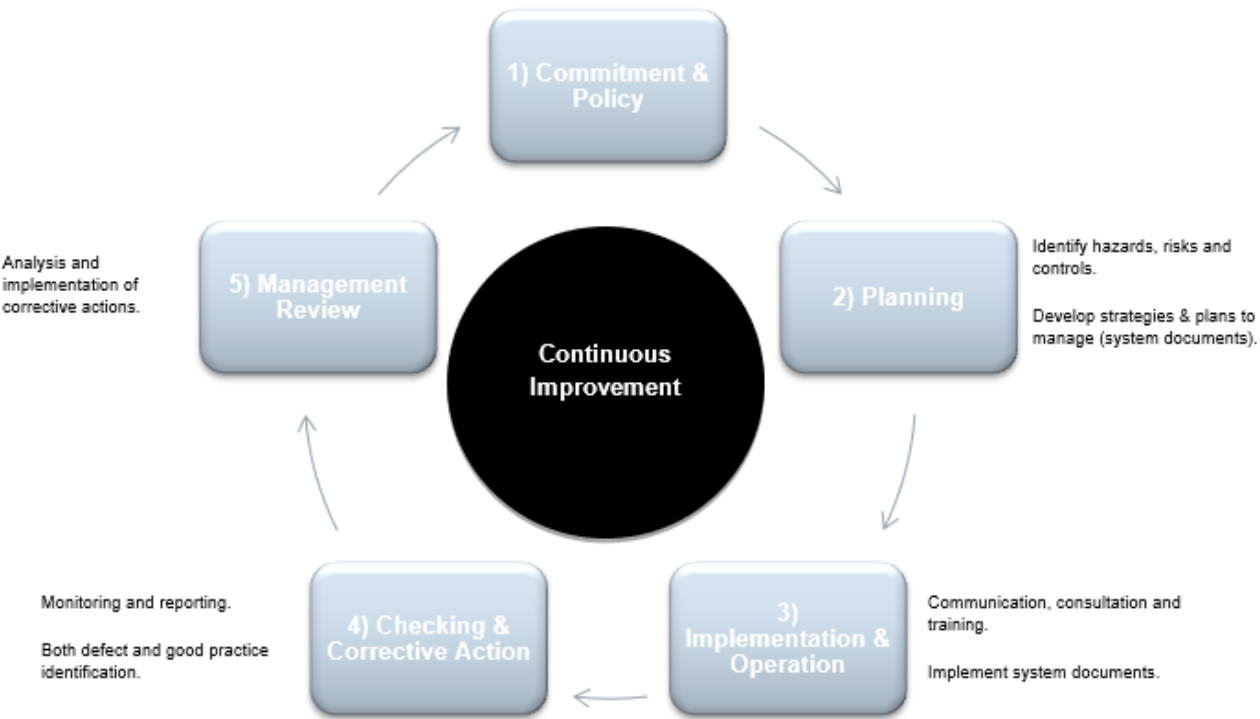 1) Commitment &
Policy
2) Planning
Identify hazards, risks and
controls.
Develop strategies & plans to
manage (system documents).
3)
Implementation &
Operation
Communication, consultation and
training.
Implement system documents.
4) Checking &
Corrective Action
Monitoring and reporting.
Both defect and good practice
identification.
5) Management
Review
Analysis and
implementation of
corrective actions.
Continuous
Improvement